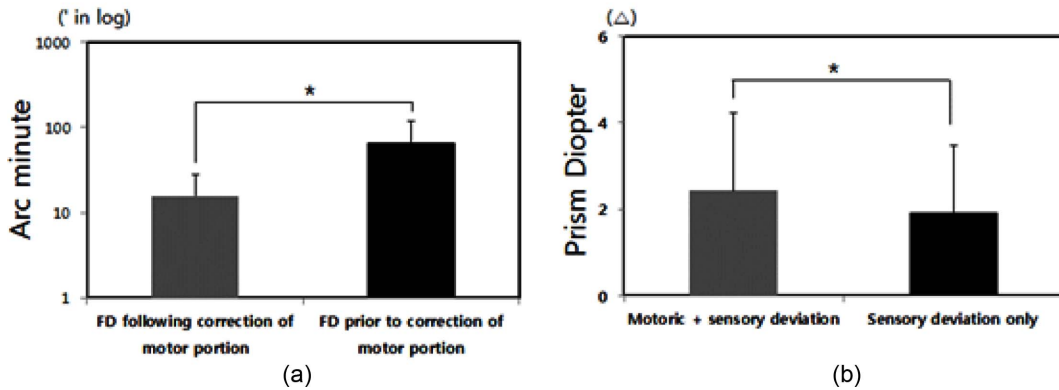 (' in log)
1000
100
10
1
Arc minute
*
FD following correction of
motor portion
FD prior to correction of
motor portion
(a)
(△)
6
4
2
0
Prism Diopter
*
Motoric + sensory deviation
Sensory deviation only
(b)